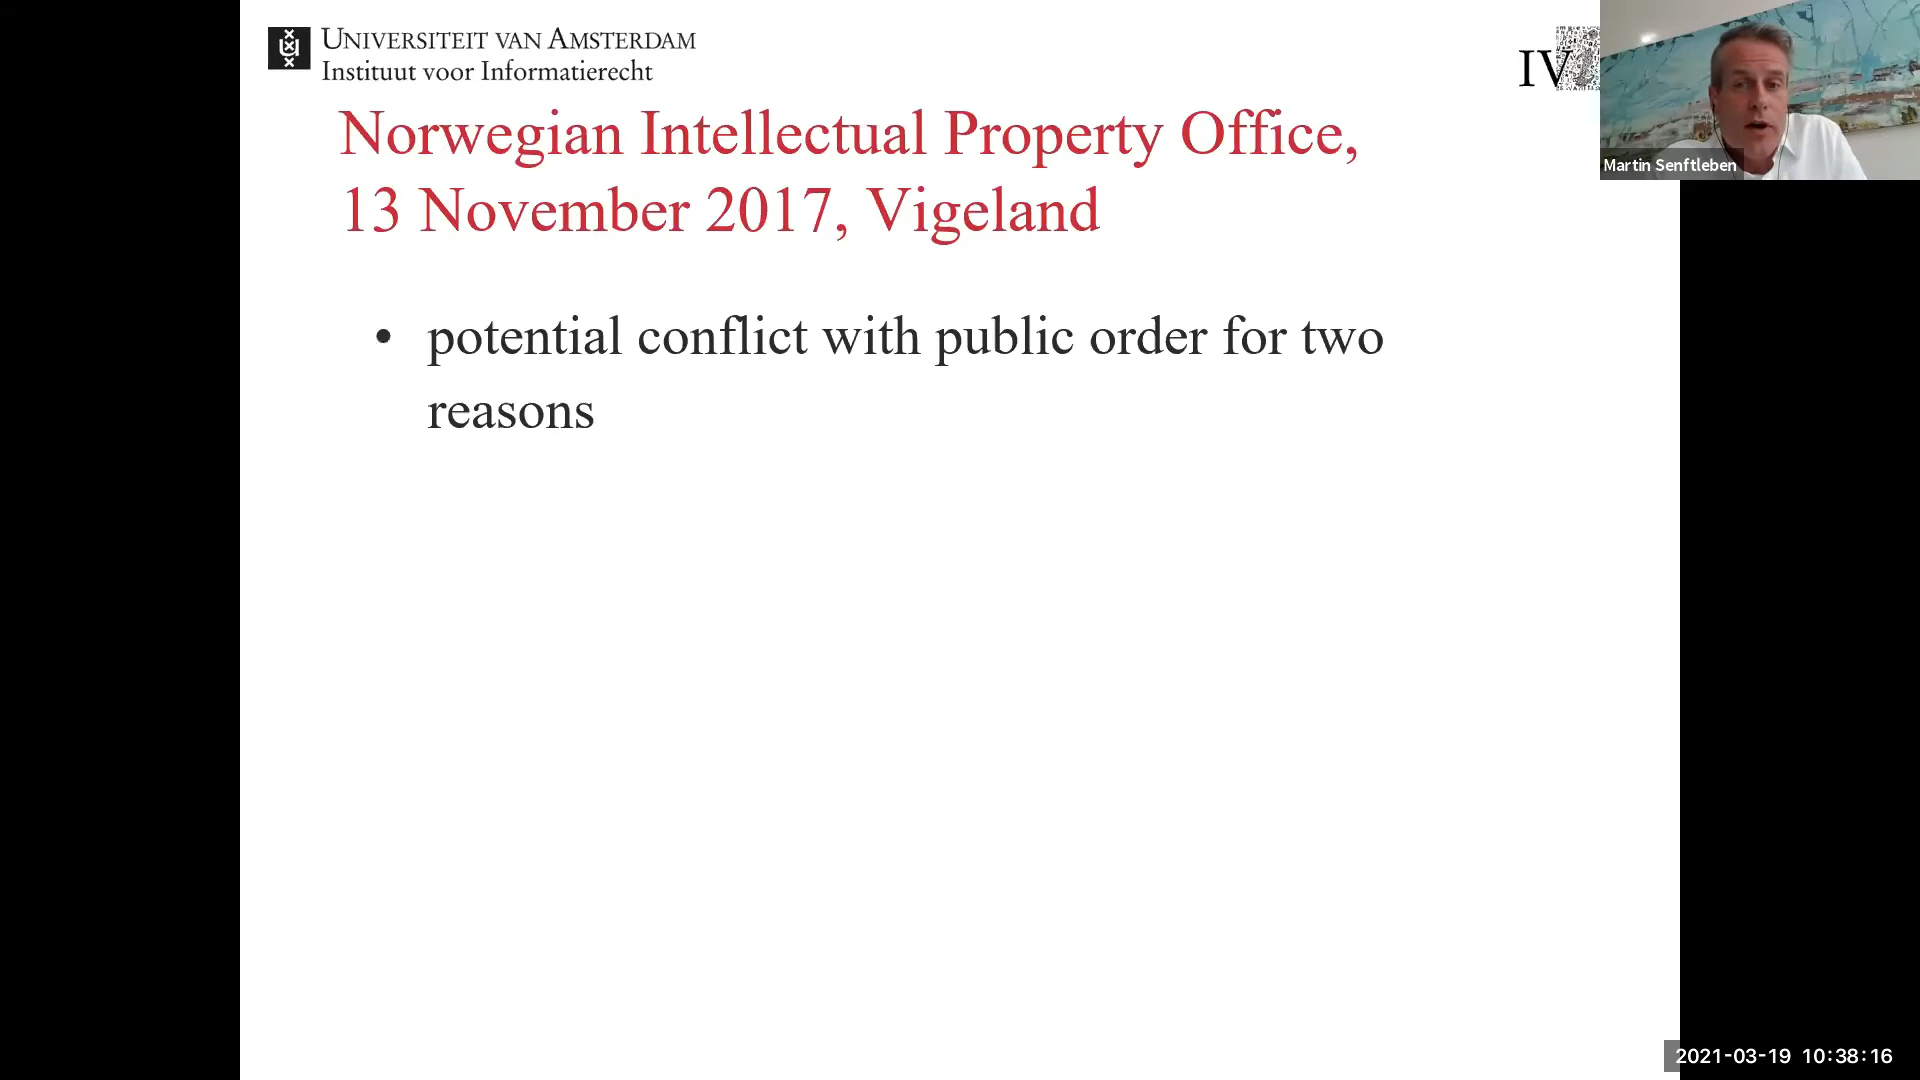 UNIVERSITEIT VAN AMSTERDAM
Instituut voor Informatierecht
Norwegian Intellectual Property Office,
13 November 2017, Vigeland
• potential conflict with public order for two
reasons
Martin Senftleben
2021-03-19 10:38:16